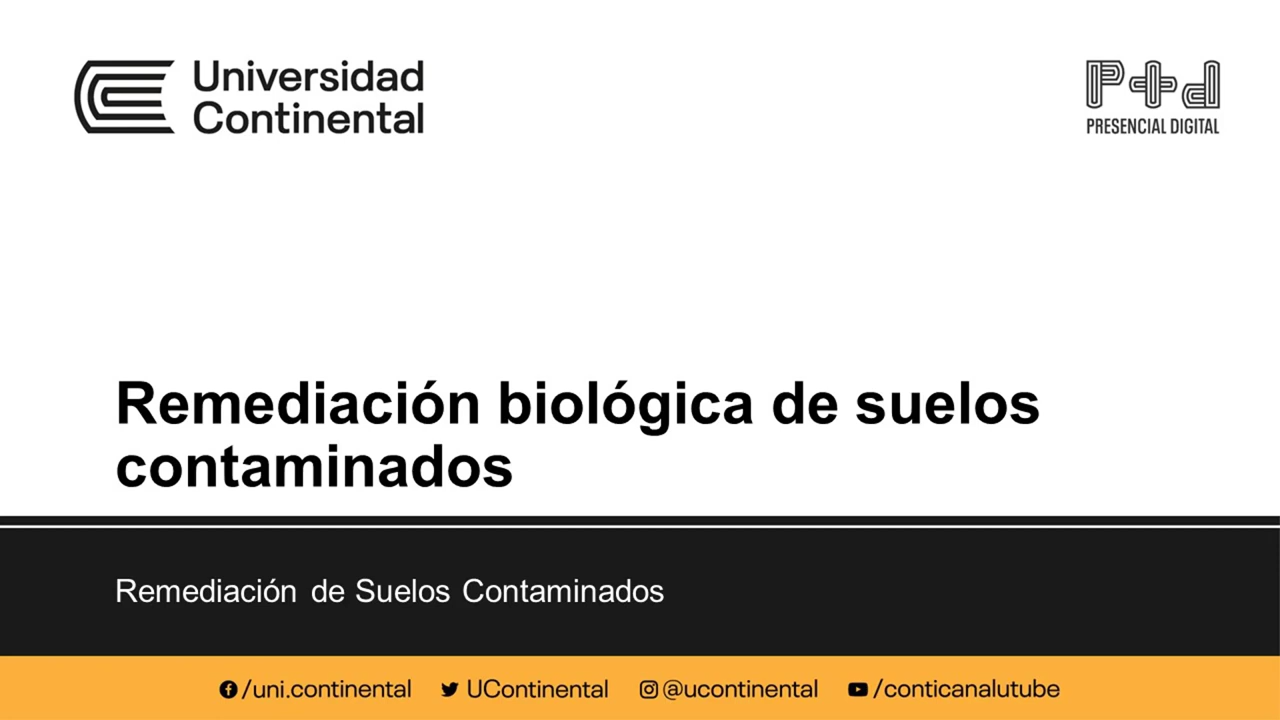 Universidad
Continental
P+d
PRESENCIAL DIGITAL
Remediación biológica de suelos
contaminados
Remediación de Suelos Contaminados
/uni.continental UContinental @ucontinental /conticanalutube